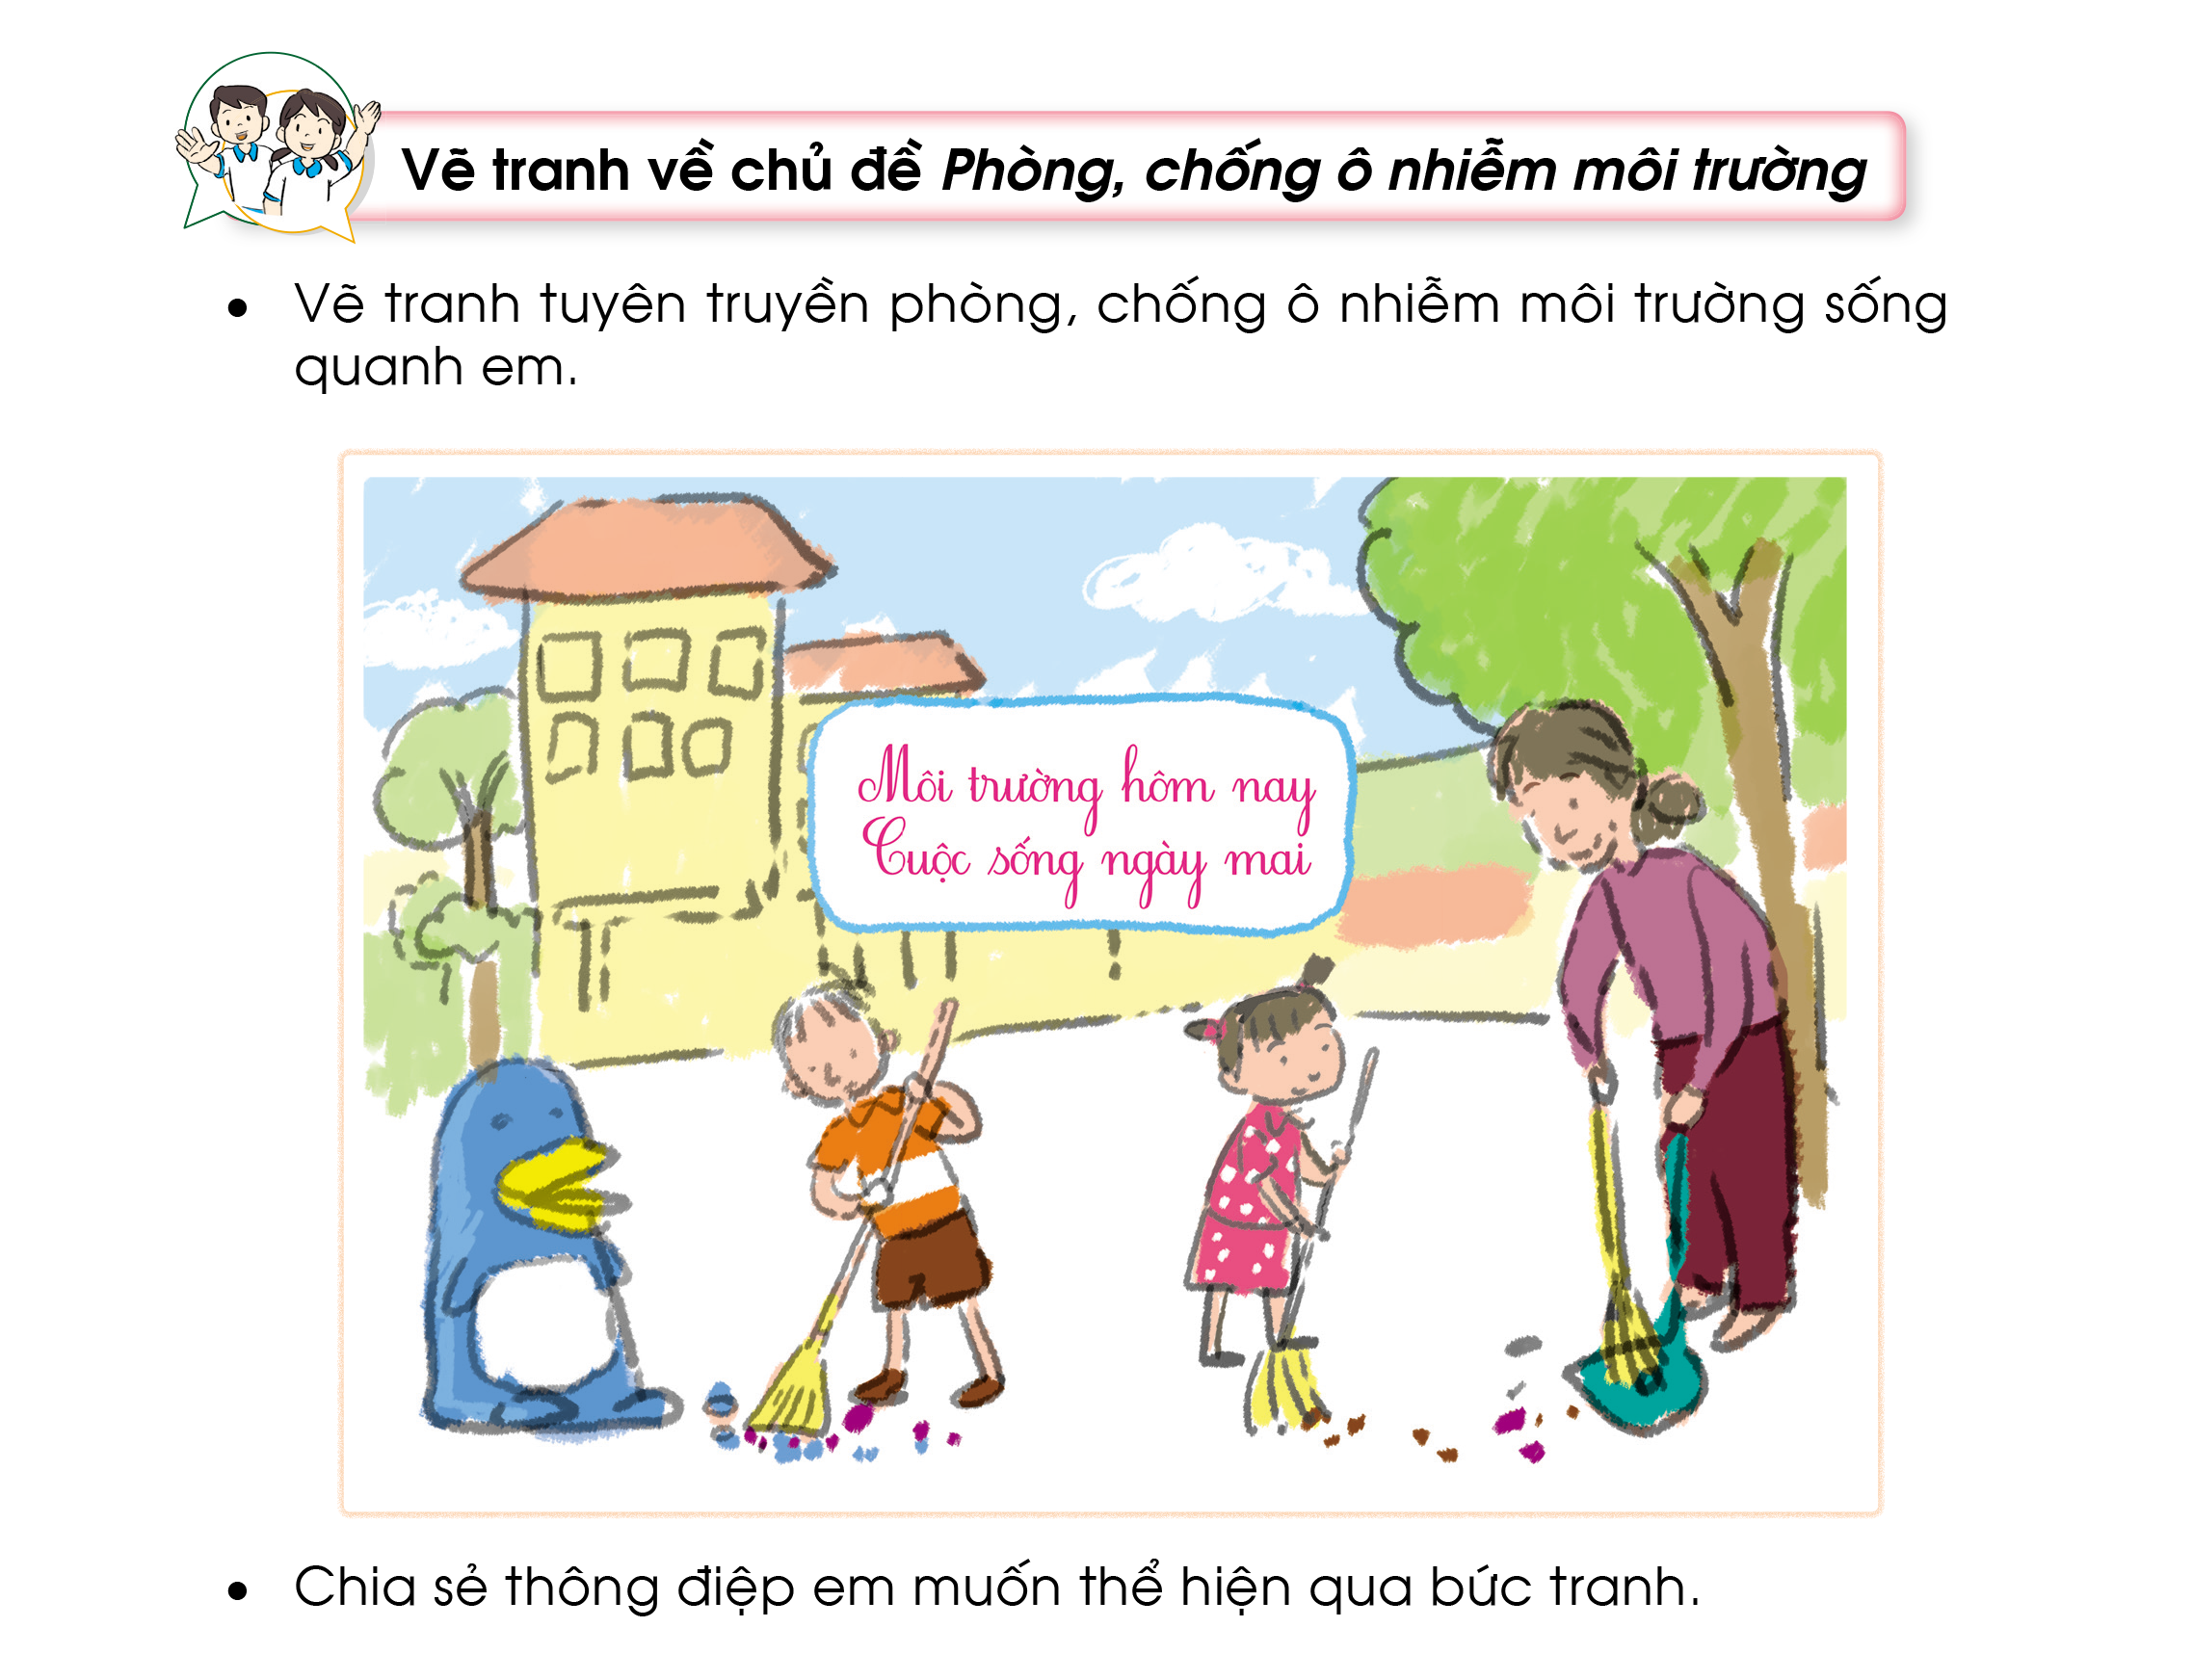 Vẽ tranh về chủ đề Phòng, chống ô nhiễm môi trường
• Vẽ tranh tuyên truyền phòng, chống ô nhiễm môi trường sống
quanh em.
Môi trường hôm nay
Cuộc sống ngày mai
• Chia sẻ thông điệp em muốn thể hiện qua bức tranh.